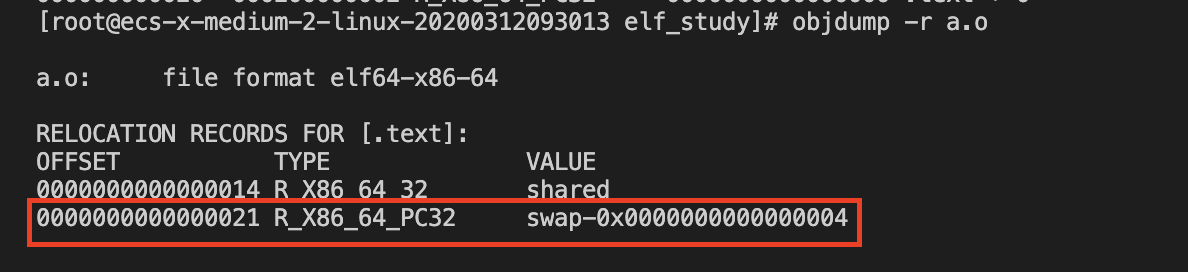 [root@ecs-x-medium-2-linux-20200312093013 elf_study]# objdump -r a.o
a.o:     file format elf64-x86-64
RELOCATION RECORDS FOR [.text]:
OFFSET           TYPE              VALUE
0000000000000014 R_X86_64_32       shared
0000000000000021 R_X86_64_PC32     swap-0x0000000000000004